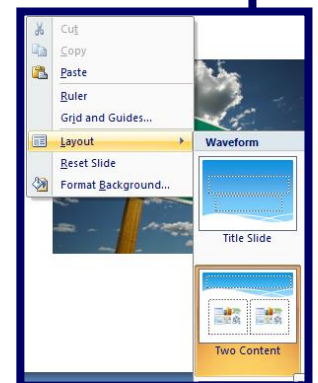 Cut
Copy
Paste
Ruler
Grid and Guides...
Layout
Reset Slide
Format Background...
Waveform
Title Slide
Two Content